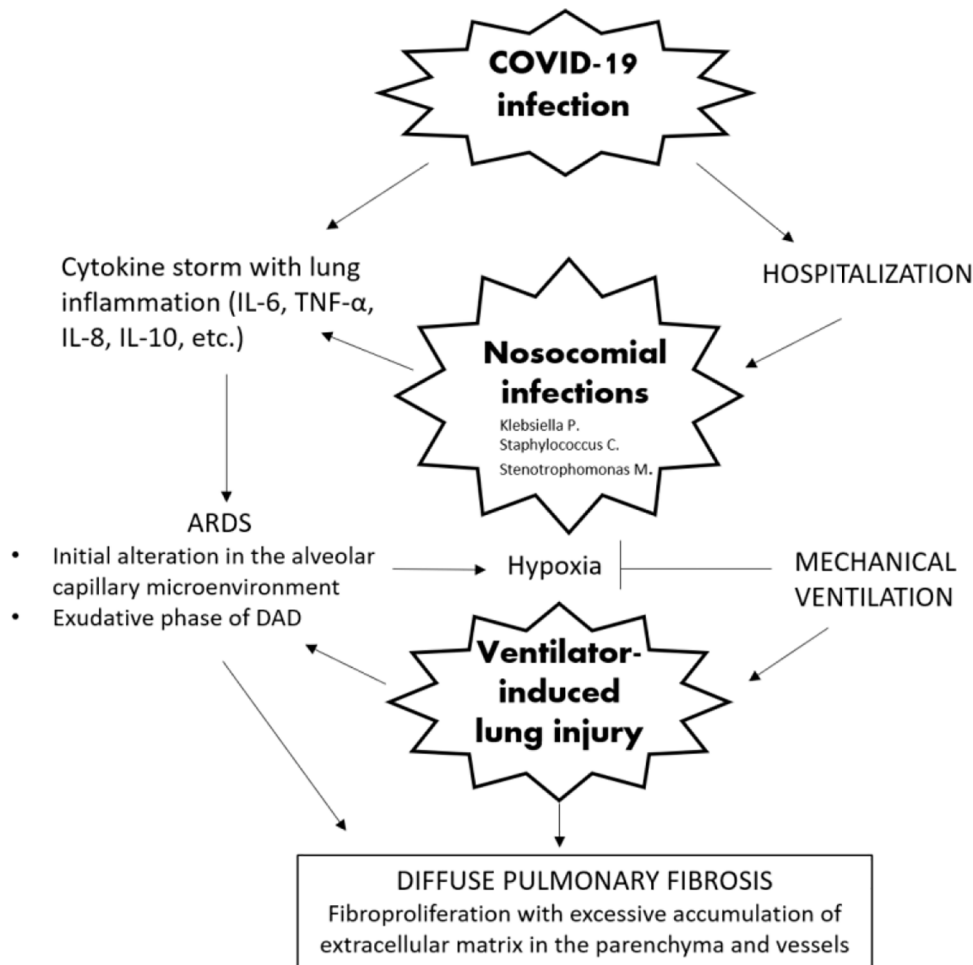 COVID-19
infection
Cytokine storm with lung
inflammation (IL-6, TNF-α,
IL-8, IL-10, etc.)
HOSPITALIZATION
Nosocomial
infections
Klebsiella P.
Staphylococcus C.
Stenotrophomonas M.
ARDS
• Initial alteration in the alveolar
capillary microenvironment
• Exudative phase of DAD
Hypoxia
MECHANICAL
VENTILATION
Ventilator-
induced
lung injury
DIFFUSE PULMONARY FIBROSIS
Fibroproliferation with excessive accumulation of
extracellular matrix in the parenchyma and vessels